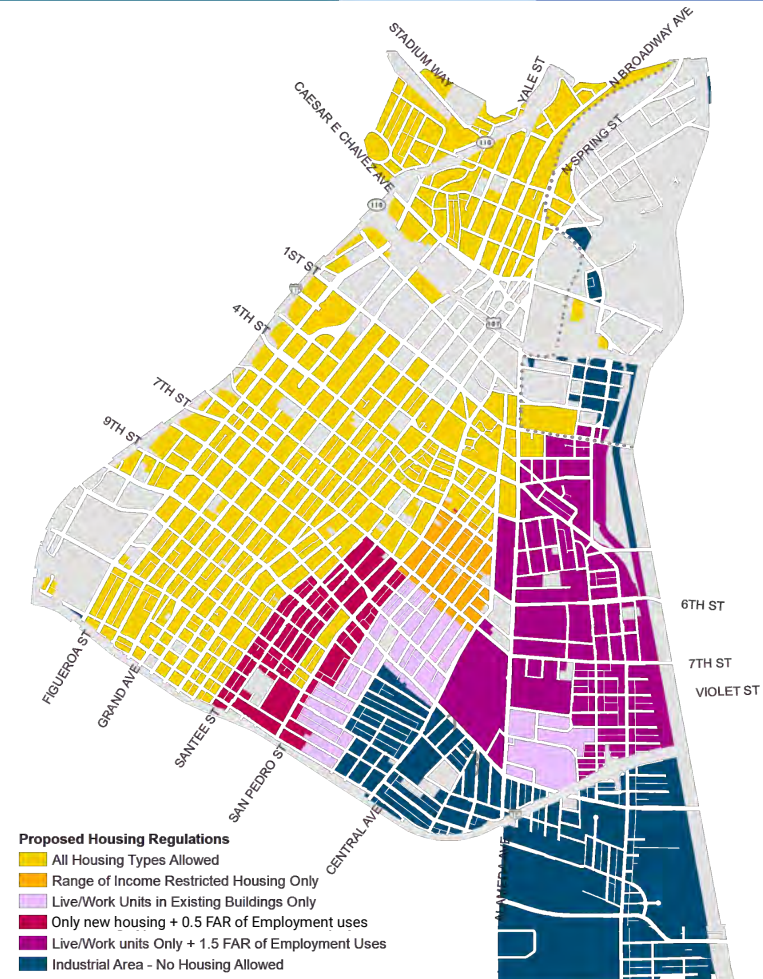 STADIUM WAY
N BROADWAY AVE
YALE ST
CAESAR E CHAVEZ AVE
110
N SPRING ST
110
1ST ST
101
4TH ST
7TH ST
9TH ST
6TH ST
7TH ST
VIOLET ST
FIGUEROA ST
GRAND AVE
SANTEE ST
SAN PEDRO ST
CENTRAL AVE
ALAMEDA AVE
Proposed Housing Regulations
All Housing Types Allowed
Range of Income Restricted Housing Only
Live/Work Units in Existing Buildings Only
Only new housing + 0.5 FAR of Employment uses
Live/Work units Only + 1.5 FAR of Employment Uses
Industrial Area - No Housing Allowed